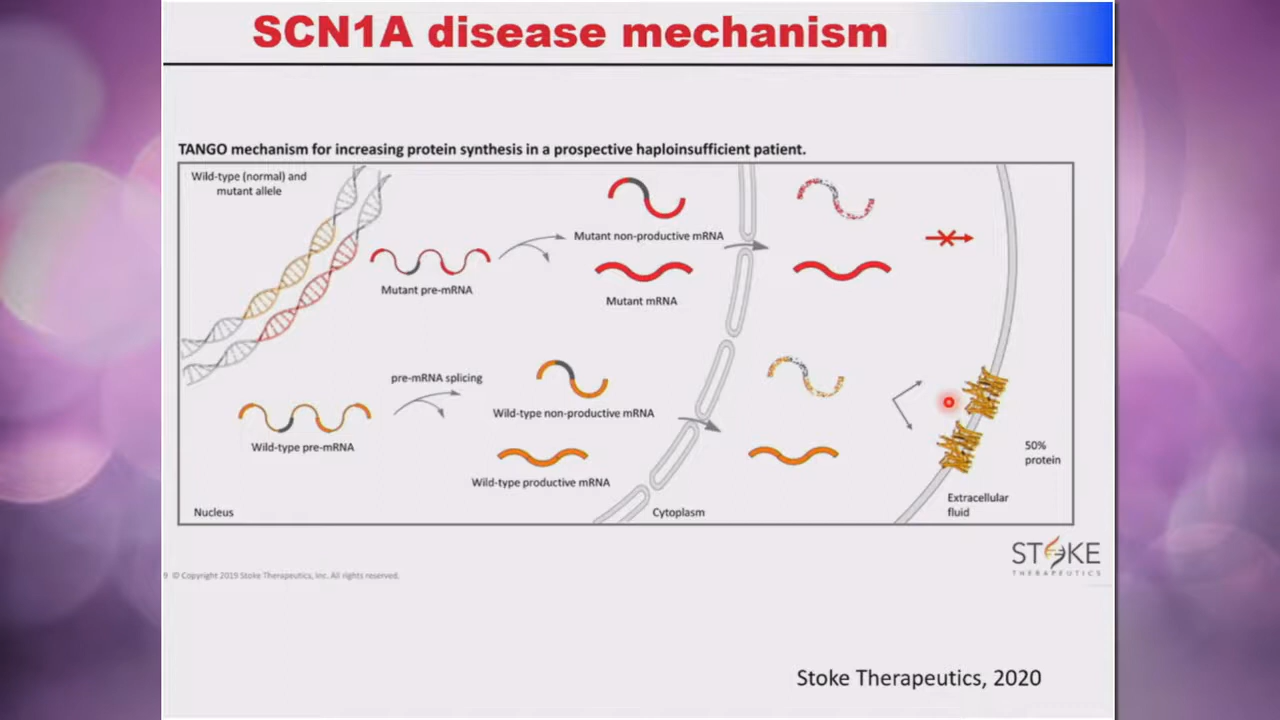 SCN1A disease mechanism
TANGO mechanism for increasing protein synthesis in a prospective haploinsufficient patient.
Wild-type (normal) and
mutant allele
Mutant pre-mRNA
Mutant non-productive mRNA
Mutant mRNA
pre-mRNA splicing
Wild-type pre-mRNA
Wild-type non-productive mRNA
Wild-type productive mRNA
50%
protein
Extracellular
fluid
Nucleus
Cytoplasm
STOKE
THERAPEUTICS
9 © Copyright 2019 Stoke Therapeutics, Inc. All rights reserved.
Stoke Therapeutics, 2020